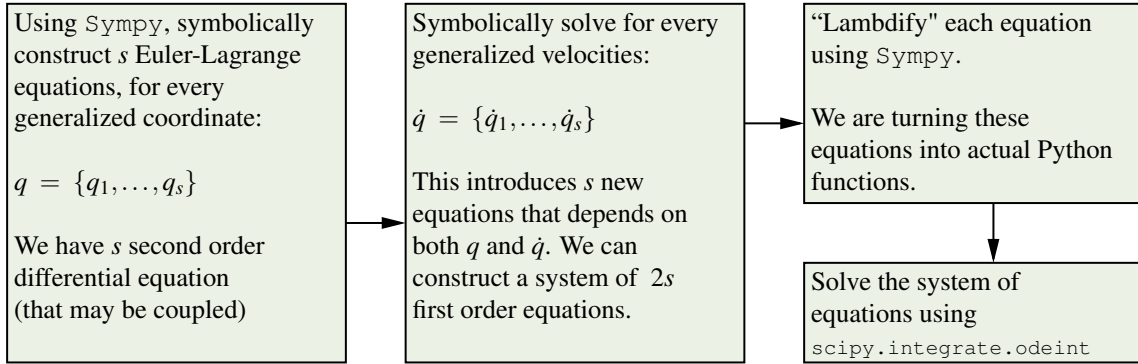 Using Sympy, symbolically
construct s Euler-Lagrange
equations, for every
generalized coordinate:
q = {q₁,…,qₛ}
We have s second order
differential equation
(that may be coupled)
Symbolically solve for every
generalized velocities:
q̇ = {q̇₁,…,q̇ₛ}
This introduces s new
equations that depends on
both q and q̇. We can
construct a system of 2s
first order equations.
“Lambdify" each equation
using Sympy.
We are turning these
equations into actual Python
functions.
Solve the system of
equations using
scipy.integrate.odeint